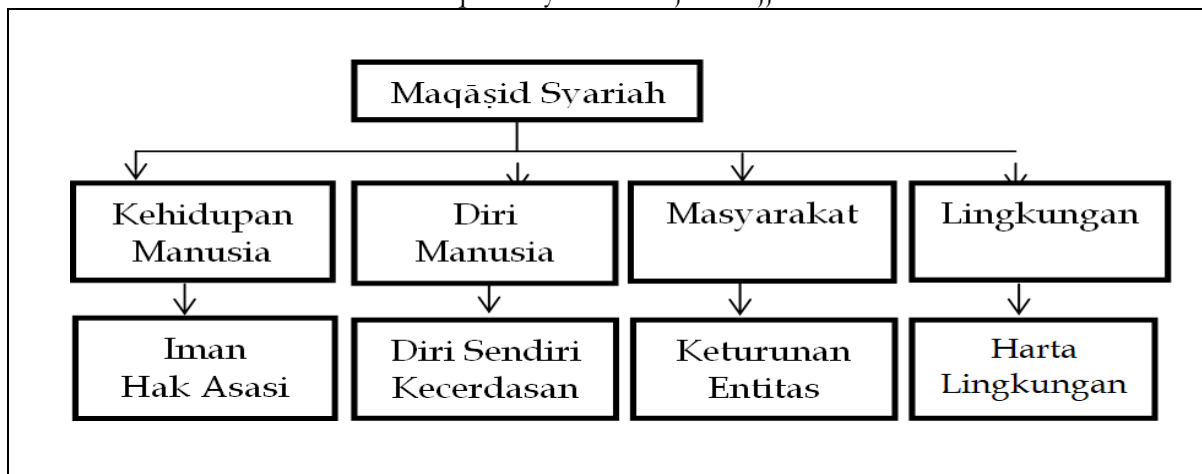 Maqāṣid Syariah
Kehidupan
Manusia
Diri
Manusia
Masyarakat
Lingkungan
Iman
Hak Asasi
Diri Sendiri
Kecerdasan
Keturunan
Entitas
Harta
Lingkungan